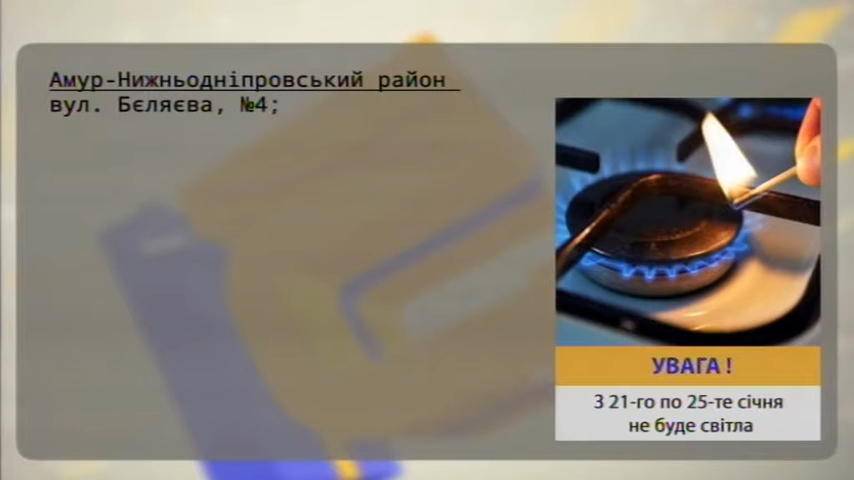 Амур-Нижньодніпровський район
вул. Бєляєва, №4;
УВАГА !
З 21-го по 25-те січня
не буде світла